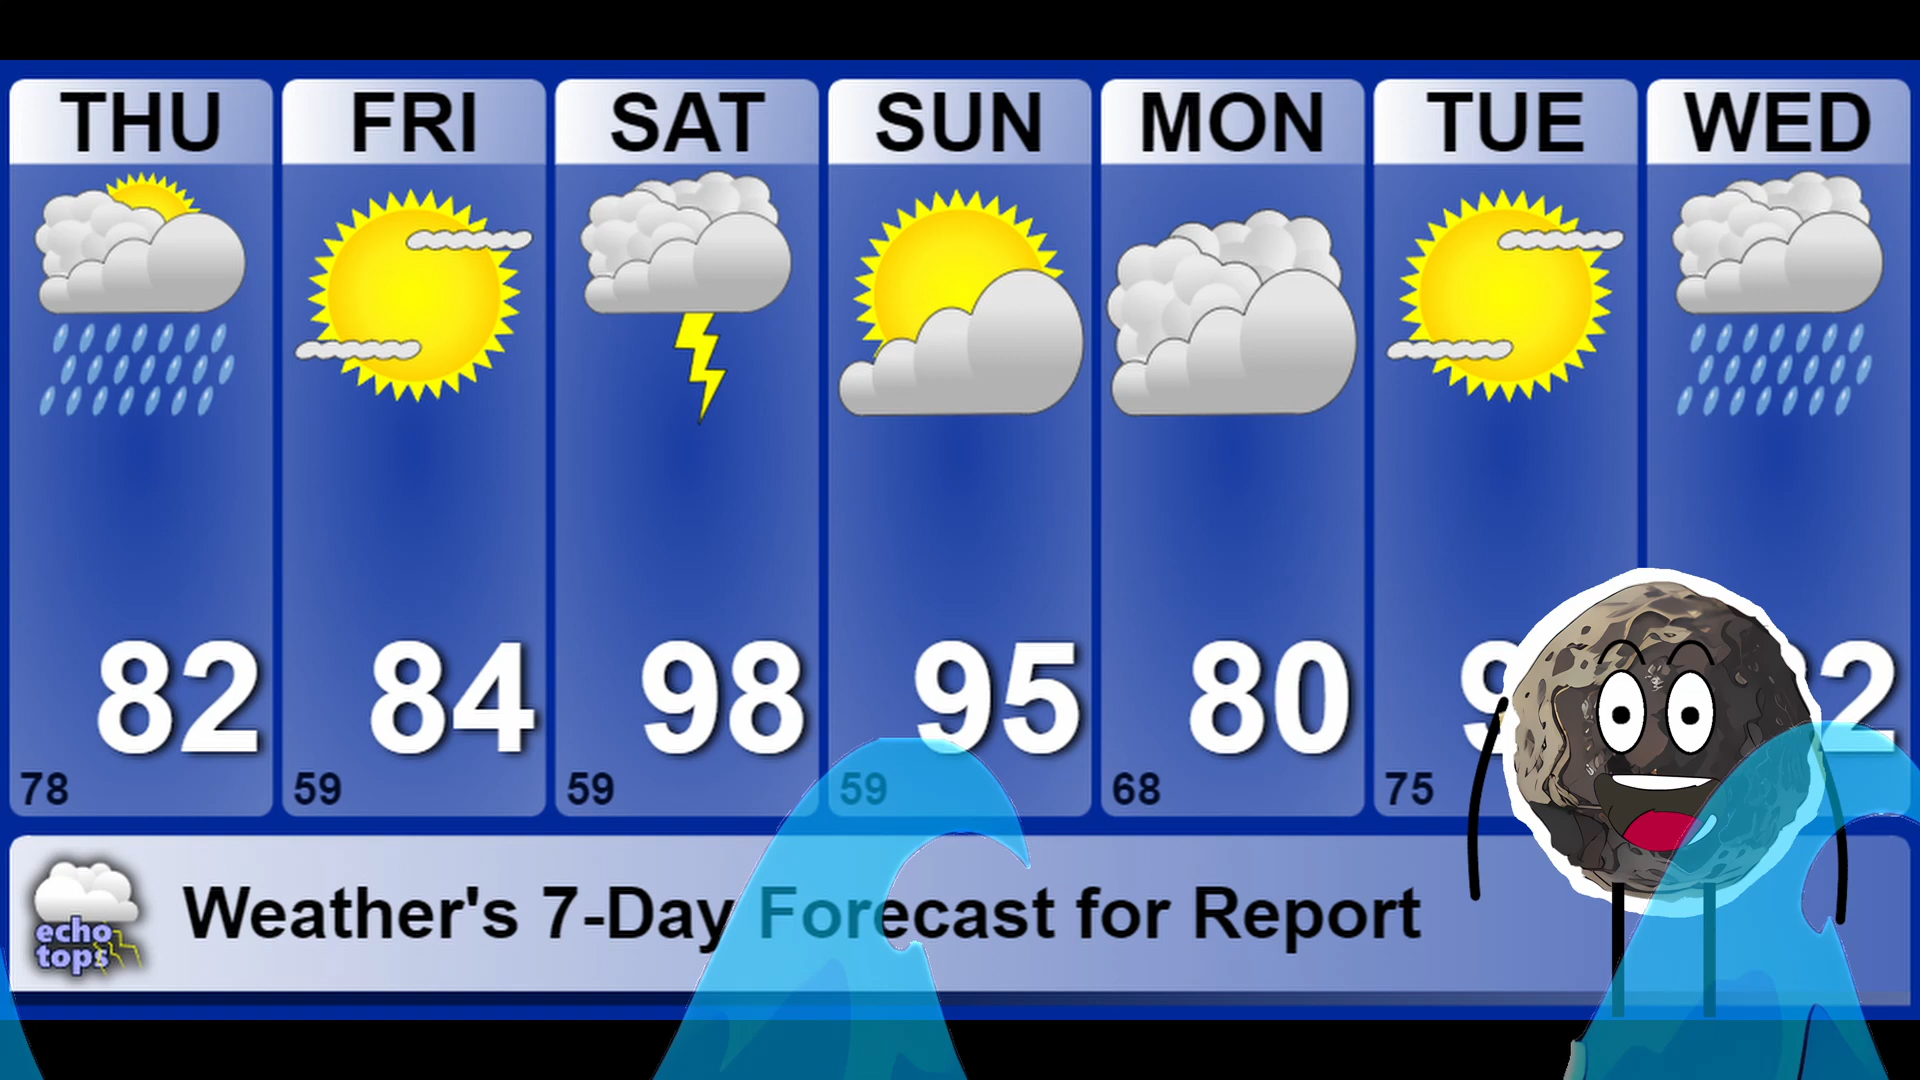 THU FRI SAT SUN MON TUE WED
82 84 98 95 80
78 59 59 59 68 75
echo
tops
Weather's 7-Day Forecast for Report